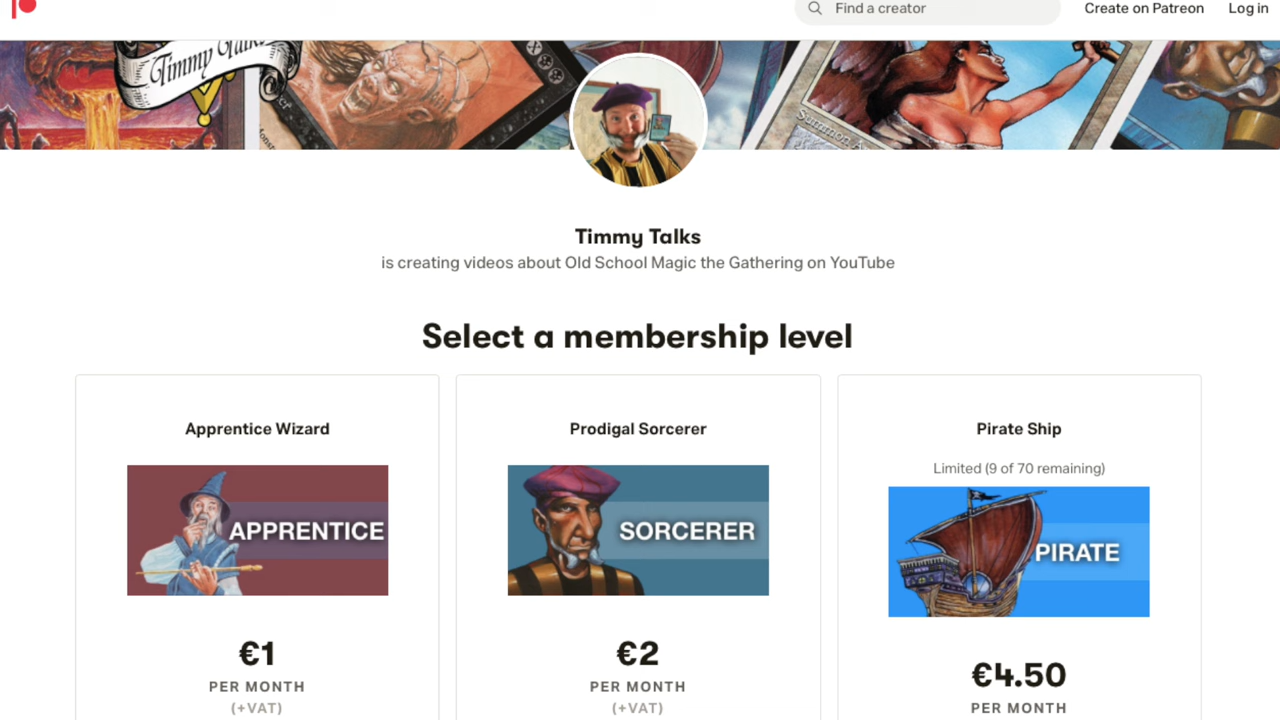 Find a creator
Create on Patreon
Log in
Timmy Talks
Summon A
Timmy Talks
is creating videos about Old School Magic the Gathering on YouTube
Select a membership level
Apprentice Wizard
Prodigal Sorcerer
Pirate Ship
Limited (9 of 70 remaining)
APPRENTICE
SORCERER
PIRATE
€1
PER MONTH
(+VAT)
€2
PER MONTH
(+VAT)
€4.50
PER MONTH